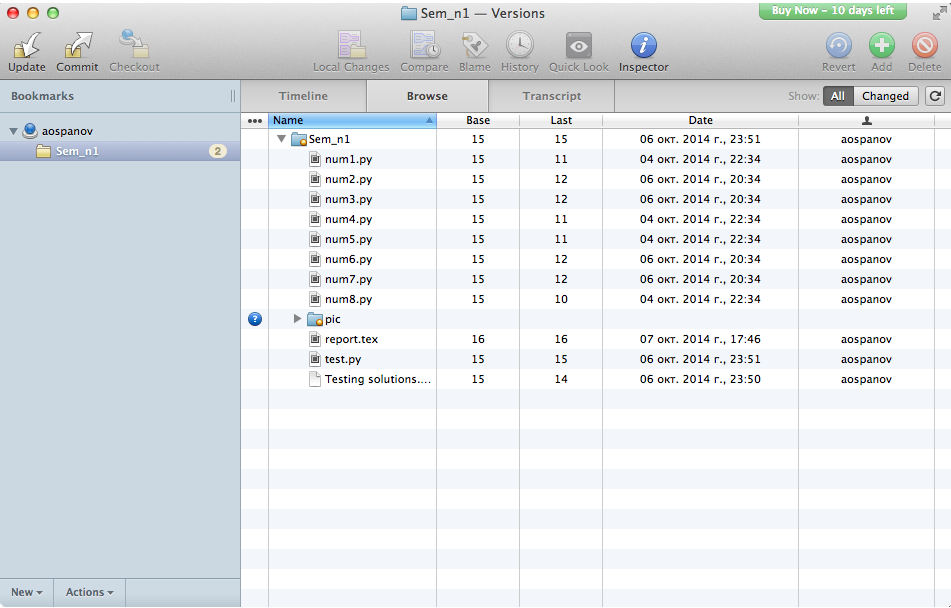 Sem_n1 — Versions
Buy Now – 10 days left
Update Commit Checkout Local Changes Compare Blame History Quick Look Inspector Revert Add Delete
Bookmarks Timeline Browse Transcript Show: All Changed
Name Base Last Date
aospanov
Sem_n1 2
Sem_n1 15 15 06 окт. 2014 г., 23:51 aospanov
num1.py 15 11 04 окт. 2014 г., 22:34 aospanov
num2.py 15 12 06 окт. 2014 г., 20:34 aospanov
num3.py 15 12 06 окт. 2014 г., 20:34 aospanov
num4.py 15 11 04 окт. 2014 г., 22:34 aospanov
num5.py 15 11 04 окт. 2014 г., 22:34 aospanov
num6.py 15 12 06 окт. 2014 г., 20:34 aospanov
num7.py 15 12 06 окт. 2014 г., 20:34 aospanov
num8.py 15 10 04 окт. 2014 г., 22:34 aospanov
? pic
report.tex 16 16 07 окт. 2014 г., 17:46 aospanov
test.py 15 15 06 окт. 2014 г., 23:51 aospanov
Testing solutions.... 15 14 06 окт. 2014 г., 23:50 aospanov
New Actions